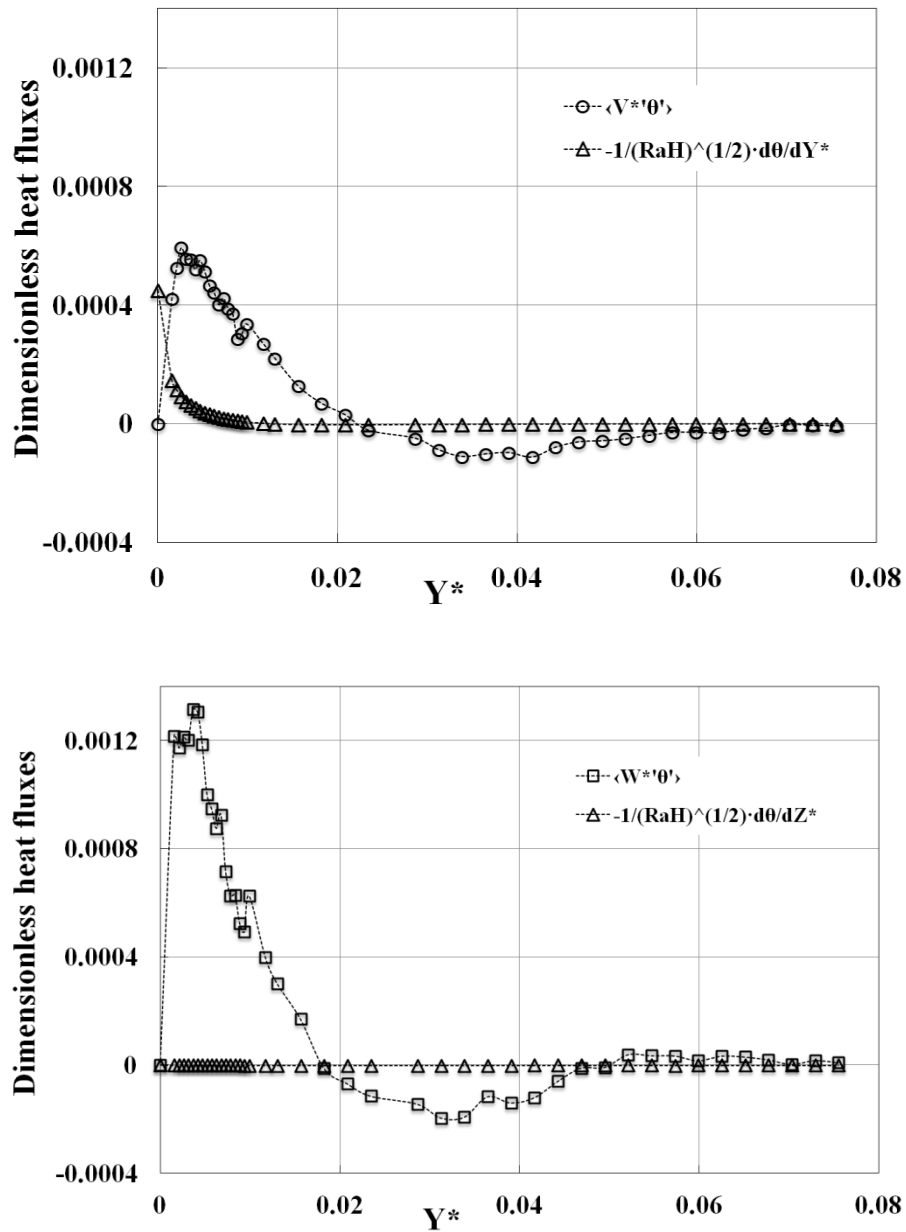 Dimensionless heat fluxes
0.0012
0.0008
0.0004
0
-0.0004
‹V*'θ'›
-1/(RaH)^(1/2)·dθ/dY*
0
0.02
0.04
0.06
0.08
Y*
Dimensionless heat fluxes
0.0012
0.0008
0.0004
0
-0.0004
‹W*'θ'›
-1/(RaH)^(1/2)·dθ/dZ*
0
0.02
0.04
0.06
0.08
Y*